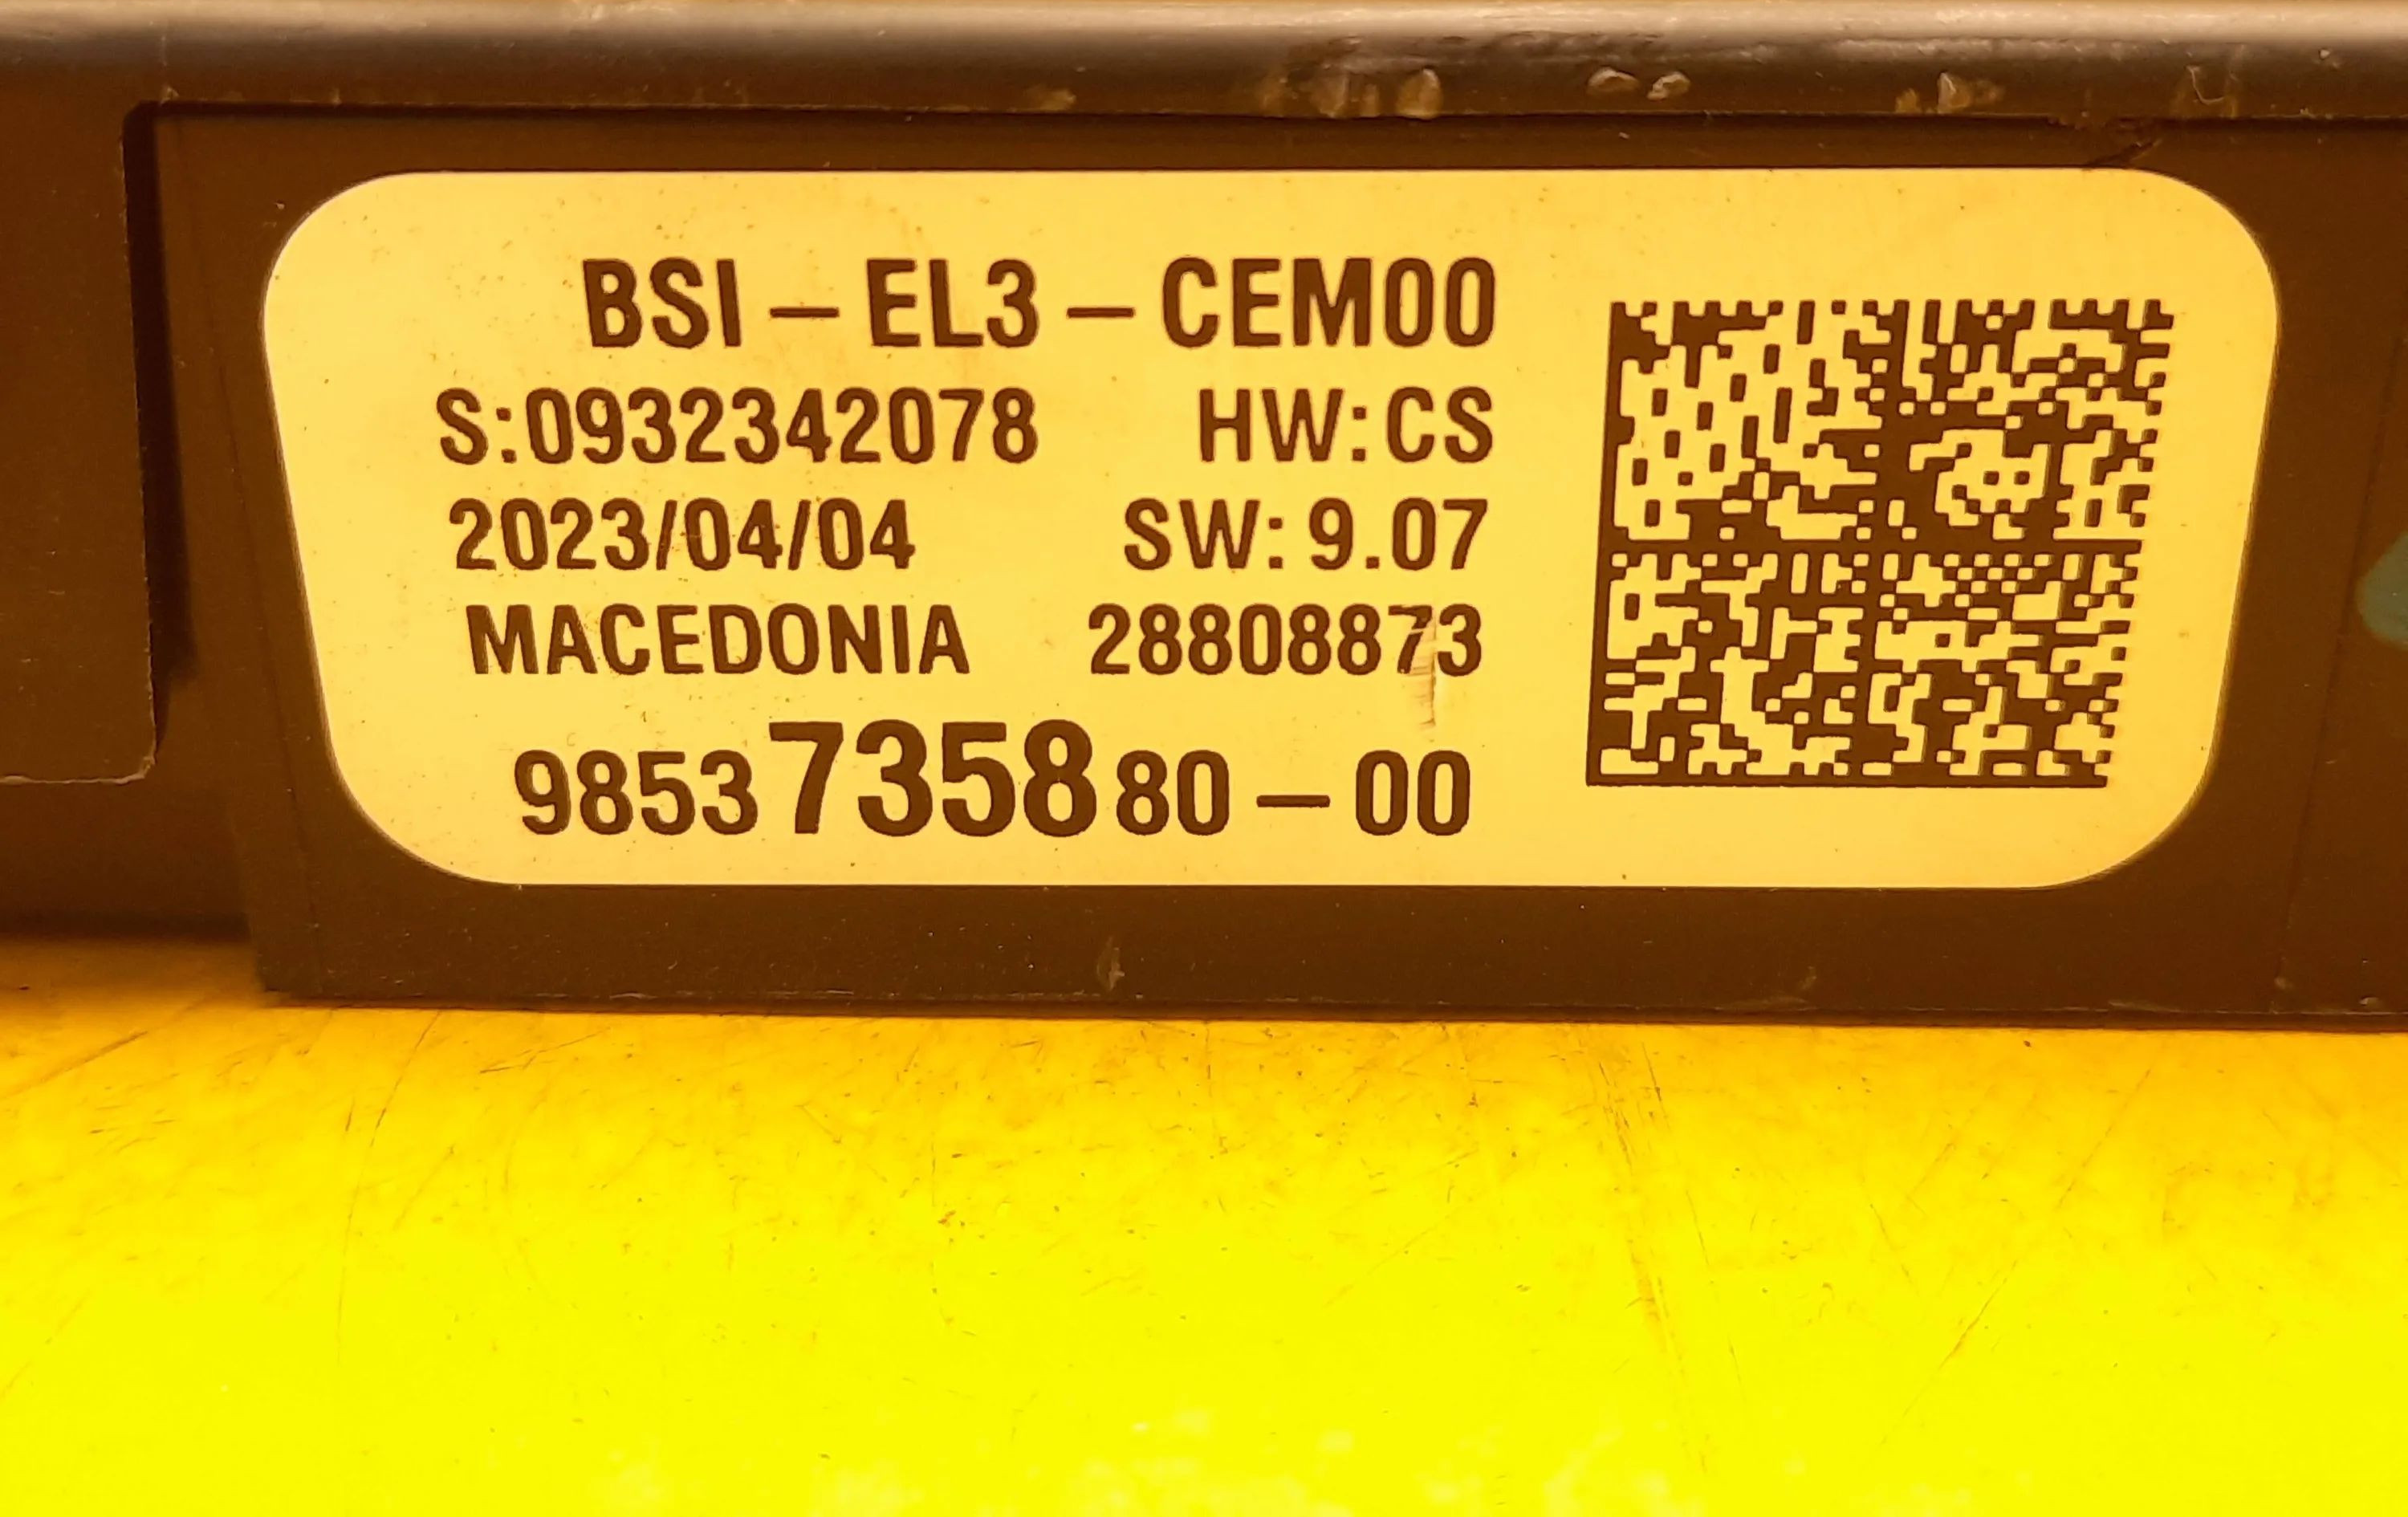 BSI – EL3 – CEM00
S:0932342078 HW:CS
2023/04/04 SW: 9.07
MACEDONIA 28808873
9853735880 – 00